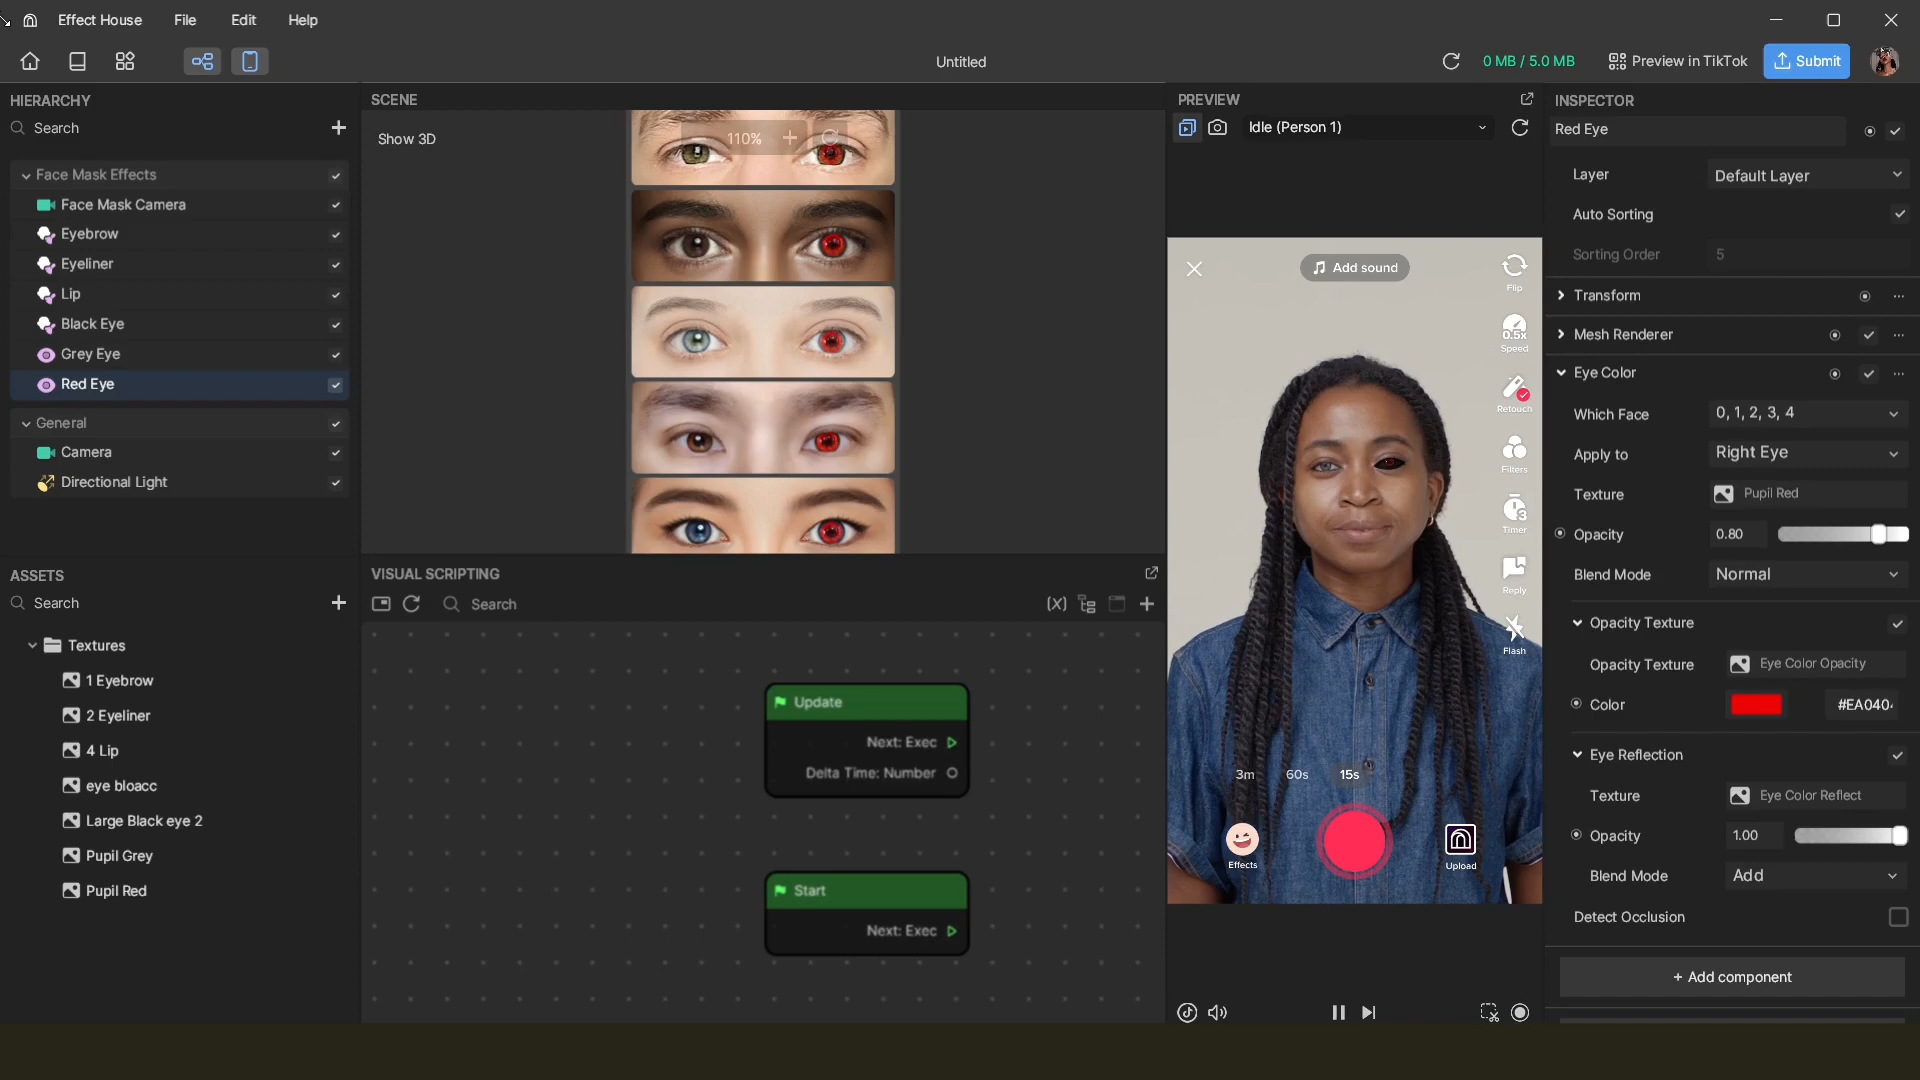 Effect House File Edit Help
Untitled
0 MB / 5.0 MB Preview in TikTok Submit
HIERARCHY
Search
Face Mask Effects
Face Mask Camera
Eyebrow
Eyeliner
Lip
Black Eye
Grey Eye
Red Eye
General
Camera
Directional Light
ASSETS
Search
Textures
1 Eyebrow
2 Eyeliner
4 Lip
eye bloacc
Large Black eye 2
Pupil Grey
Pupil Red
SCENE
Show 3D 110%
VISUAL SCRIPTING
Search (X)
Update
Next: Exec
Delta Time: Number
Start
Next: Exec
PREVIEW
Idle (Person 1)
Add sound
Flip
0.5x
Speed
Retouch
Filters
3
Timer
Reply
Flash
3m 60s 15s
Effects Upload
INSPECTOR
Red Eye
Layer Default Layer
Auto Sorting
Sorting Order 5
Transform
Mesh Renderer
Eye Color
Which Face 0, 1, 2, 3, 4
Apply to Right Eye
Texture Pupil Red
Opacity 0.80
Blend Mode Normal
Opacity Texture
Opacity Texture Eye Color Opacity
Color #EA040
Eye Reflection
Texture Eye Color Reflect
Opacity 1.00
Blend Mode Add
Detect Occlusion
+ Add component